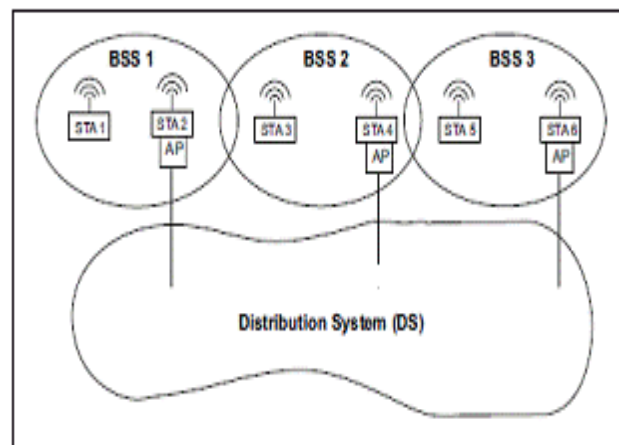 BSS 1 BSS 2 BSS 3
STA 1 STA 2 STA 3 STA 4 STA 5 STA 6
AP AP AP
Distribution System (DS)